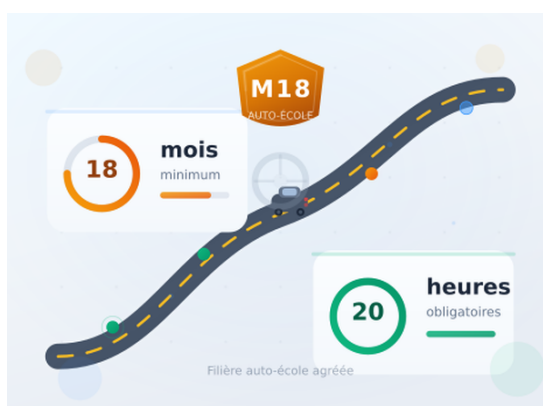 M18
AUTO-ÉCOLE
18
mois
minimum
20
heures
obligatoires
Filière auto-école agréée